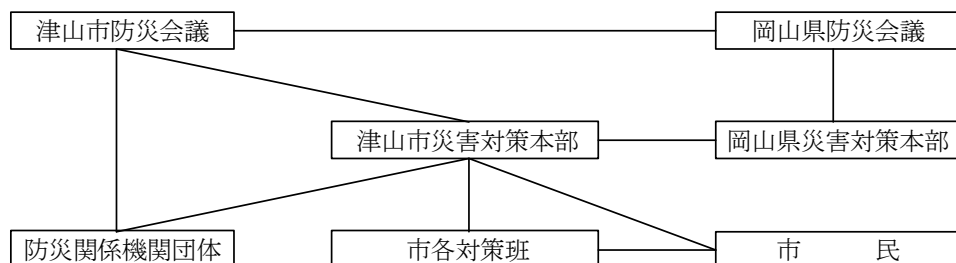 津山市防災会議
岡山県防災会議
津山市災害対策本部
岡山県災害対策本部
防災関係機関団体
市各対策班
市　　民